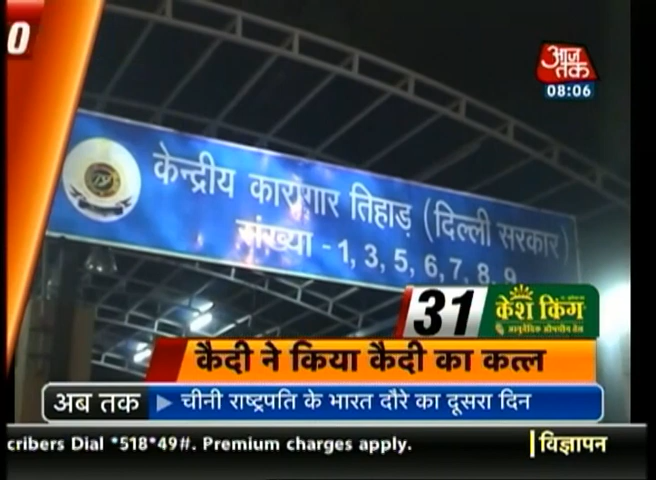 0
आज
तक
08:06
केन्द्रीय कारागार तिहाड़ (दिल्ली सरकार)
संख्या - 1, 3, 5, 6, 7, 8, 9
31
केश किंग
कैदी ने किया कैदी का कत्ल
अब तक
चीनी राष्ट्रपति के भारत दौरे का दूसरा दिन
cribers Dial *518*49#. Premium charges apply.
विज्ञापन